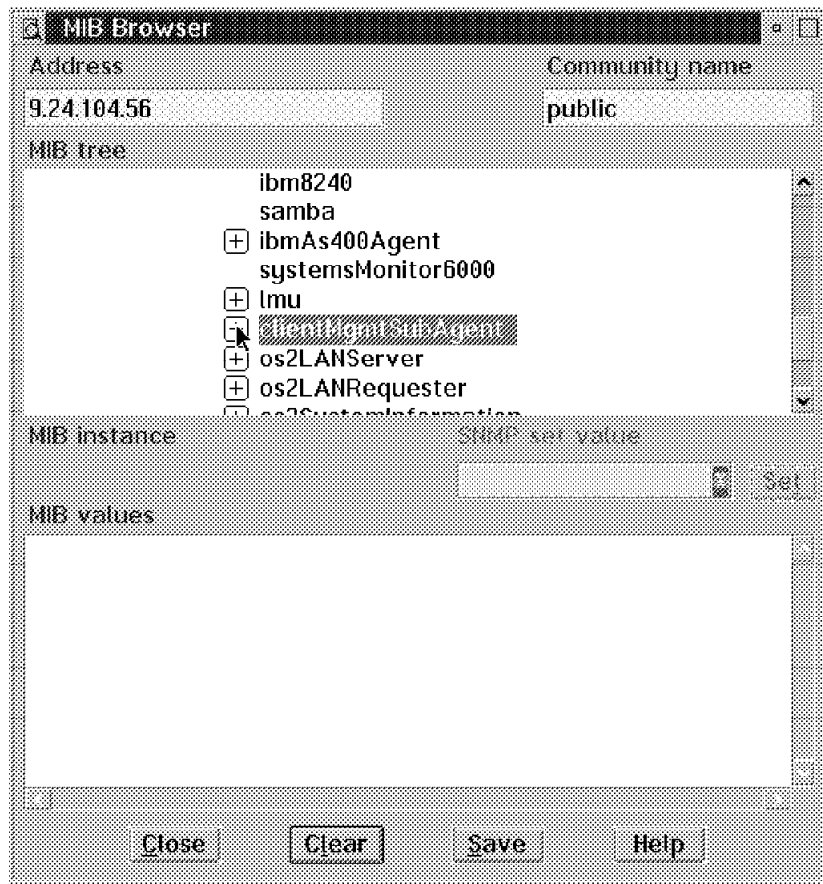 MIB Browser
Address
Community name
9.24.104.56
public
MIB tree
ibm8240
samba
ibmAs400Agent
systemsMonitor6000
lmu
clientMgmtSubAgent
os2LANServer
os2LANRequester
os2SystemInformation
MIB instance
SNMP set value
Set
MIB values
Close
Clear
Save
Help